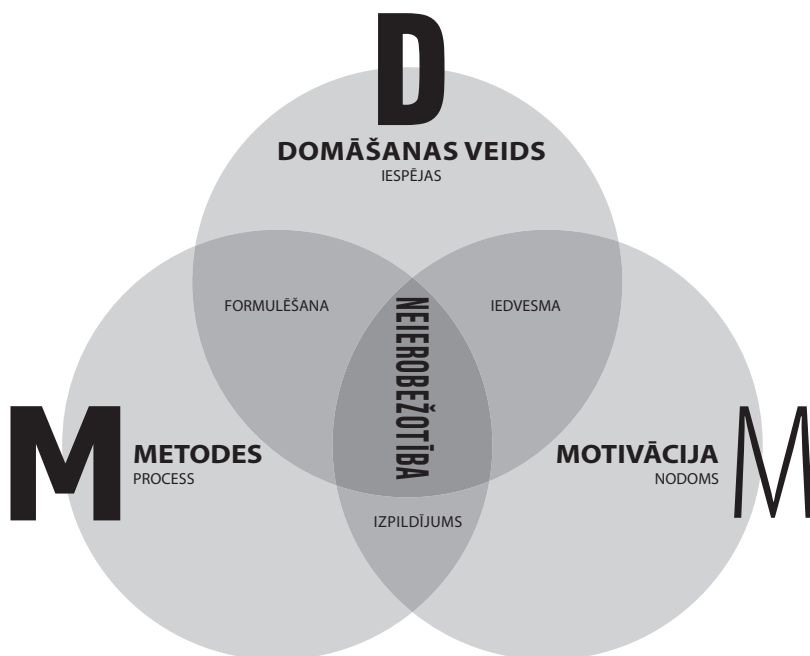 D
DOMĀŠANAS VEIDS
IESPĒJAS
FORMULĒŠANA
IEDVESMA
NEIEROBEŽOTĪBA
M
METODES
PROCESS
MOTIVĀCIJA
NODOMS
M
IZPILDĪJUMS